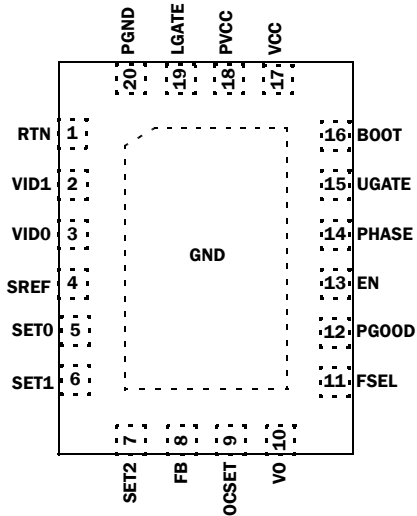 PGND LGATE PVCC VCC
20 19 18 17
RTN 1
VID1 2
VID0 3
SREF 4
SET0 5
SET1 6
GND
16 BOOT
15 UGATE
14 PHASE
13 EN
12 PGOOD
11 FSEL
7 8 9 10
SET2 FB OCSET VO